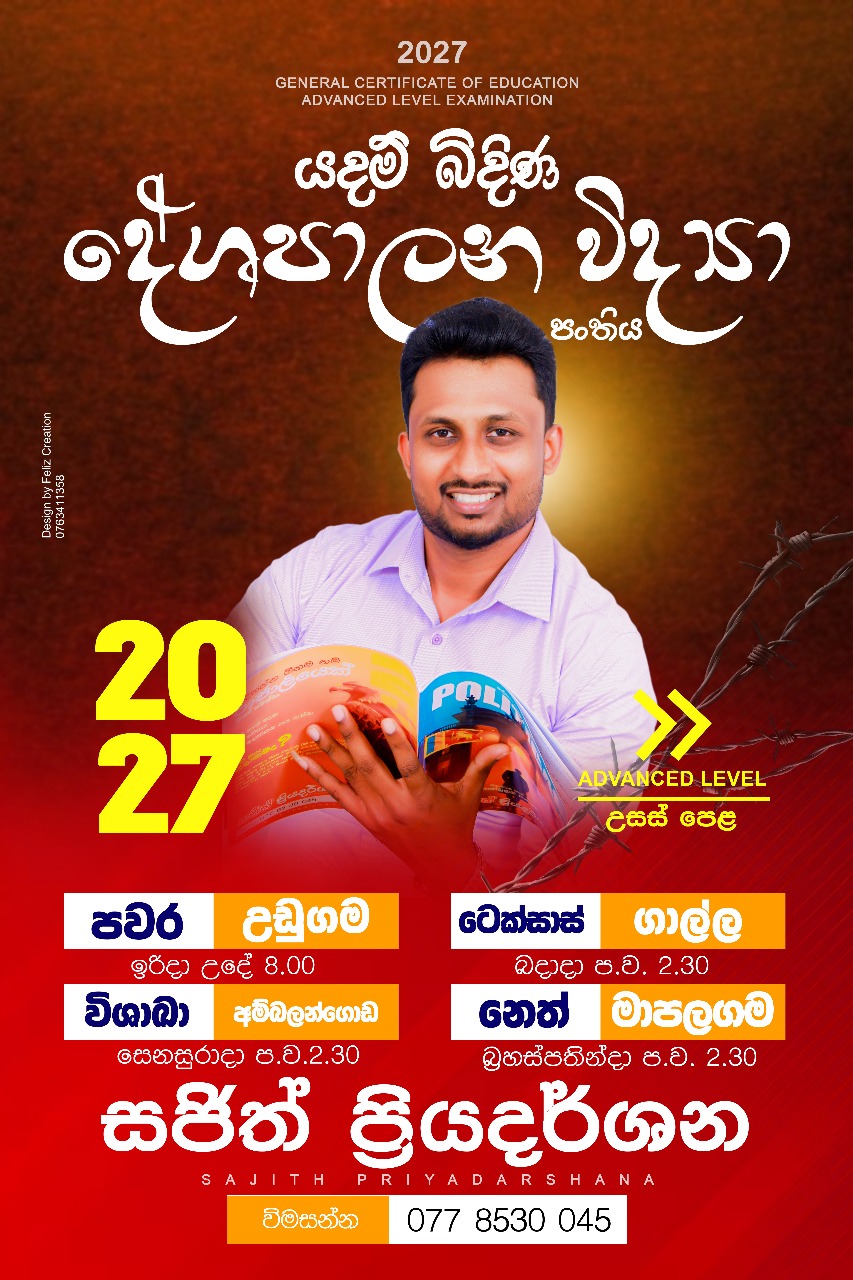 2027
GENERAL CERTIFICATE OF EDUCATION
ADVANCED LEVEL EXAMINATION
යදම් බිදිණ
දේශපාලන විද්‍යා
පංතිය
Design by Feliz Creation
0763411358
20
27
POLI
ADVANCED LEVEL
උසස් පෙළ
පවර උඩුගම
ඉරිදා උදේ 8.00
ටෙක්සාස් ගාල්ල
බදාදා ප.ව. 2.30
විශාඛා අම්බලන්ගොඩ
සෙනසුරාදා ප.ව.2.30
නෙත් මාපලගම
බ්‍රහස්පතින්දා ප.ව. 2.30
සජිත් ප්‍රියදර්ශන
SAJITH PRIYADARSHANA
විමසන්න 077 8530 045